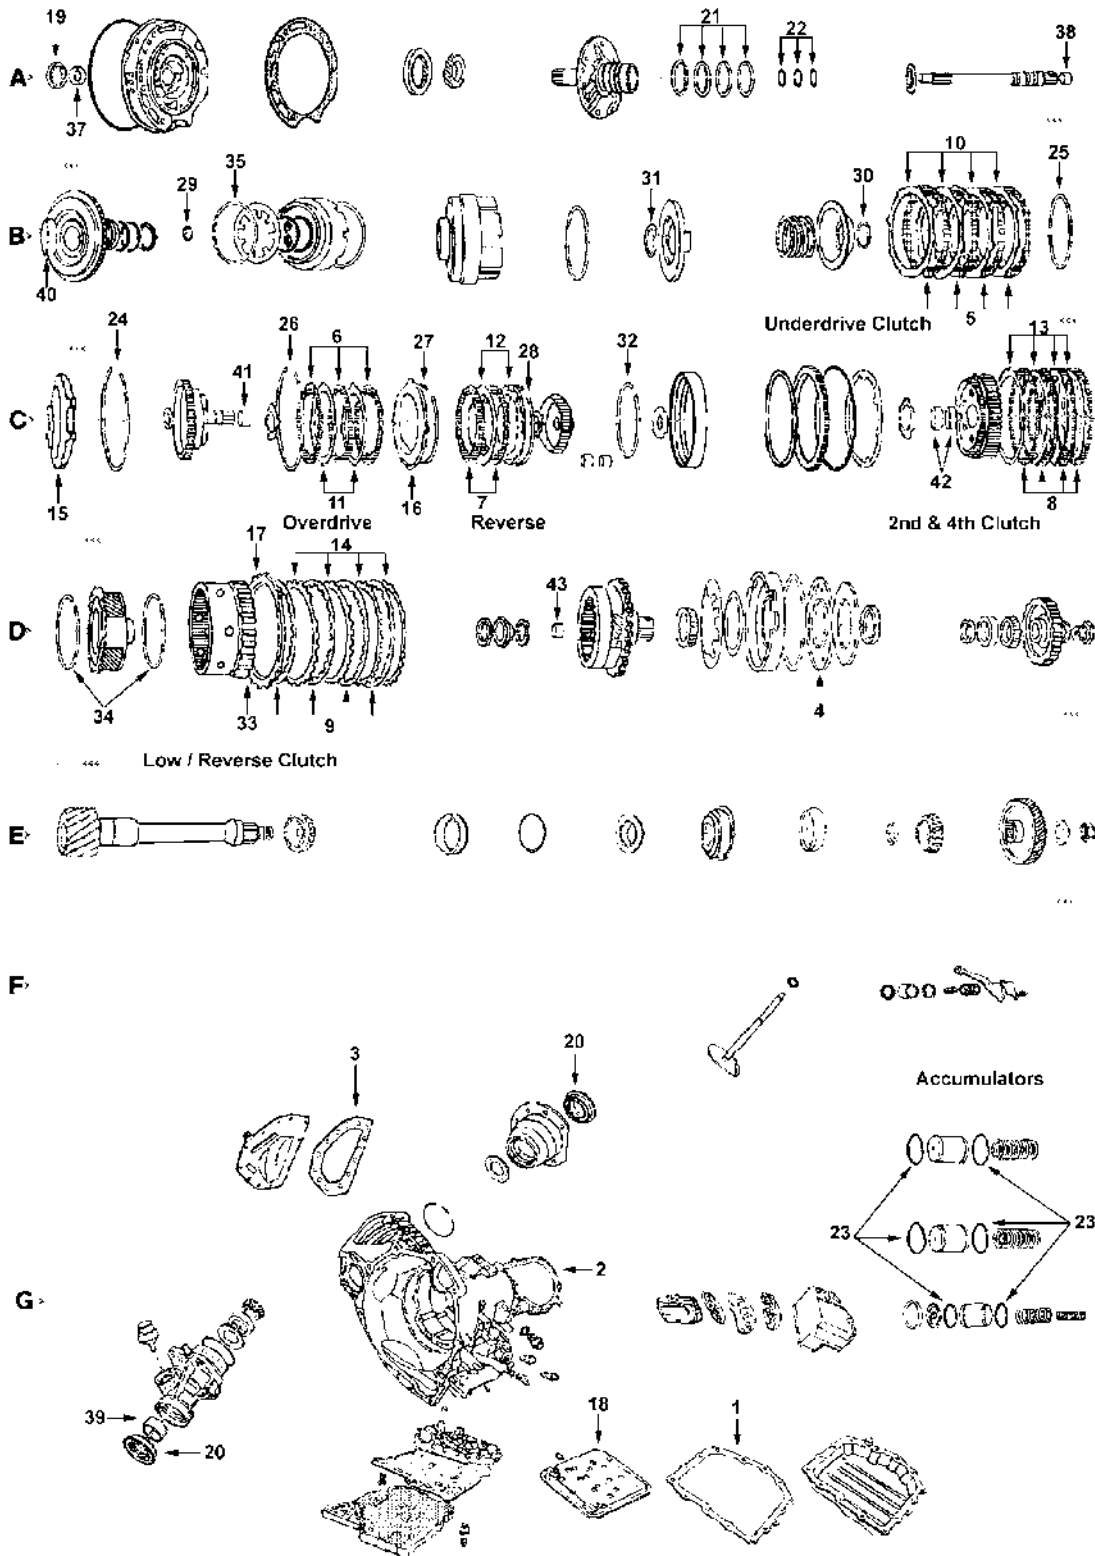 19 21 22 38
A
37
35 29 31 30 10 25
B
40
Underdrive Clutch 5
24 26 6 27 12 28 32 13
41
C
15 11 16 7 42 8
Overdrive Reverse 2nd & 4th Clutch
17 14
43
D
34 33 9 4
Low / Reverse Clutch
E
F
3 20
Accumulators
23 23
2
G
39 18 1
20